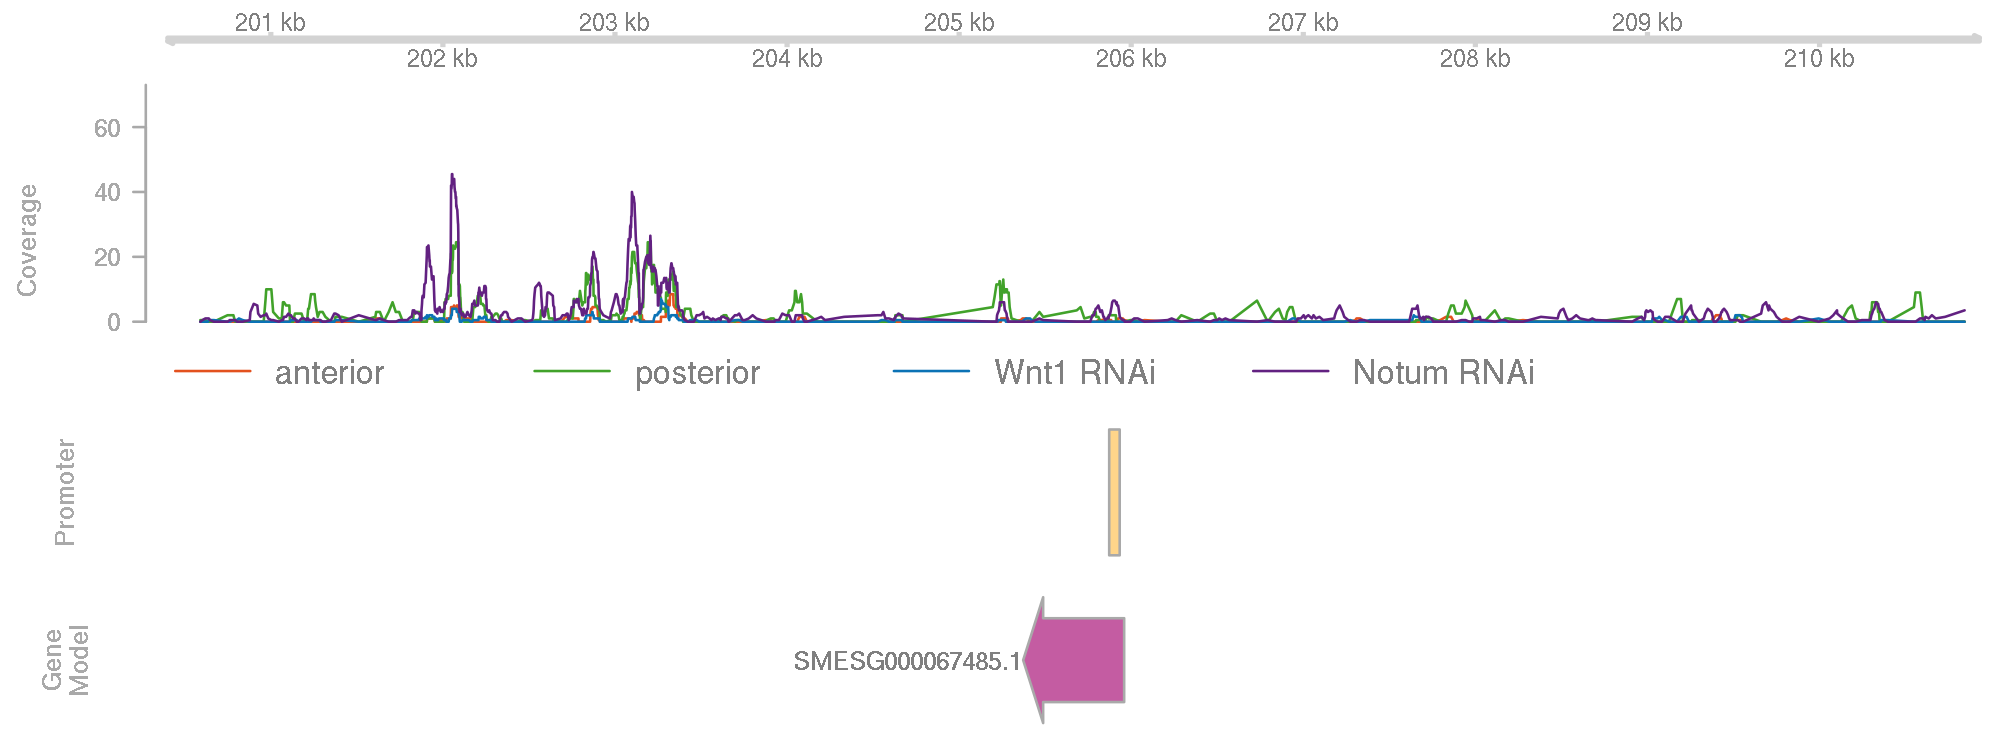 201 kb 203 kb 205 kb 207 kb 209 kb
202 kb 204 kb 206 kb 208 kb 210 kb
Coverage
60
40
20
0
anterior posterior Wnt1 RNAi Notum RNAi
Promoter
Gene
Model
SMESG000067485.1